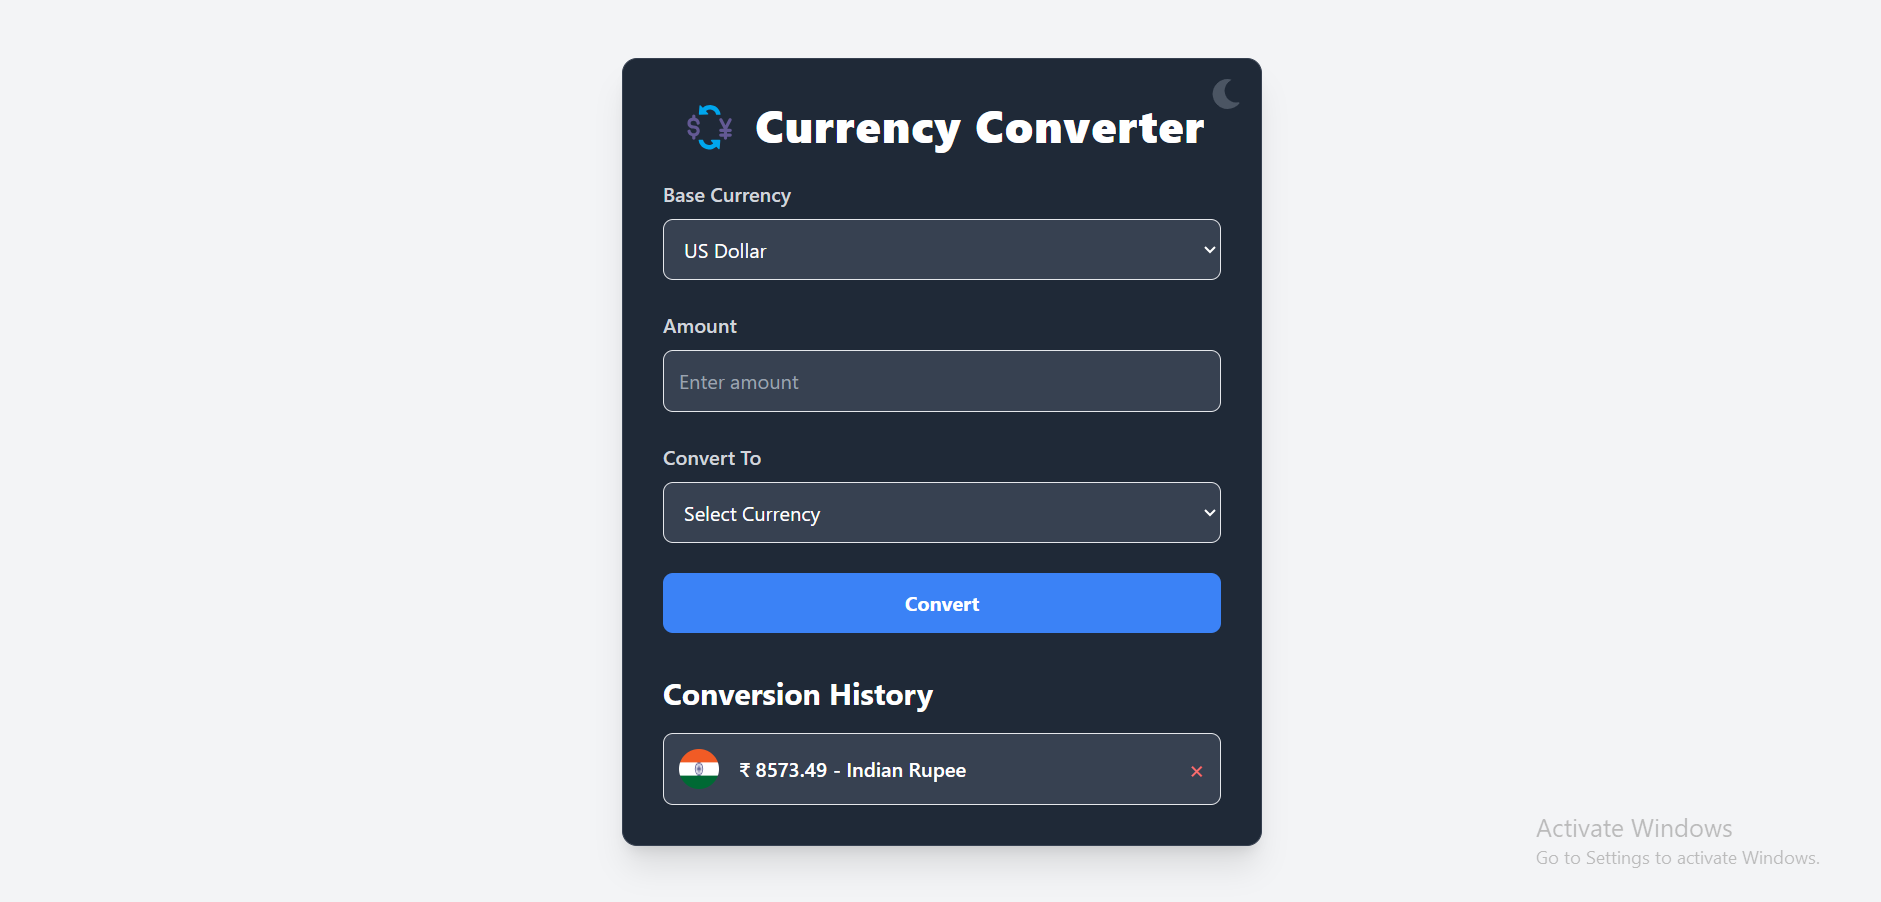 Currency Converter
Base Currency
US Dollar
Amount
Enter amount
Convert To
Select Currency
Convert
Conversion History
₹ 8573.49 - Indian Rupee
Activate Windows
Go to Settings to activate Windows.